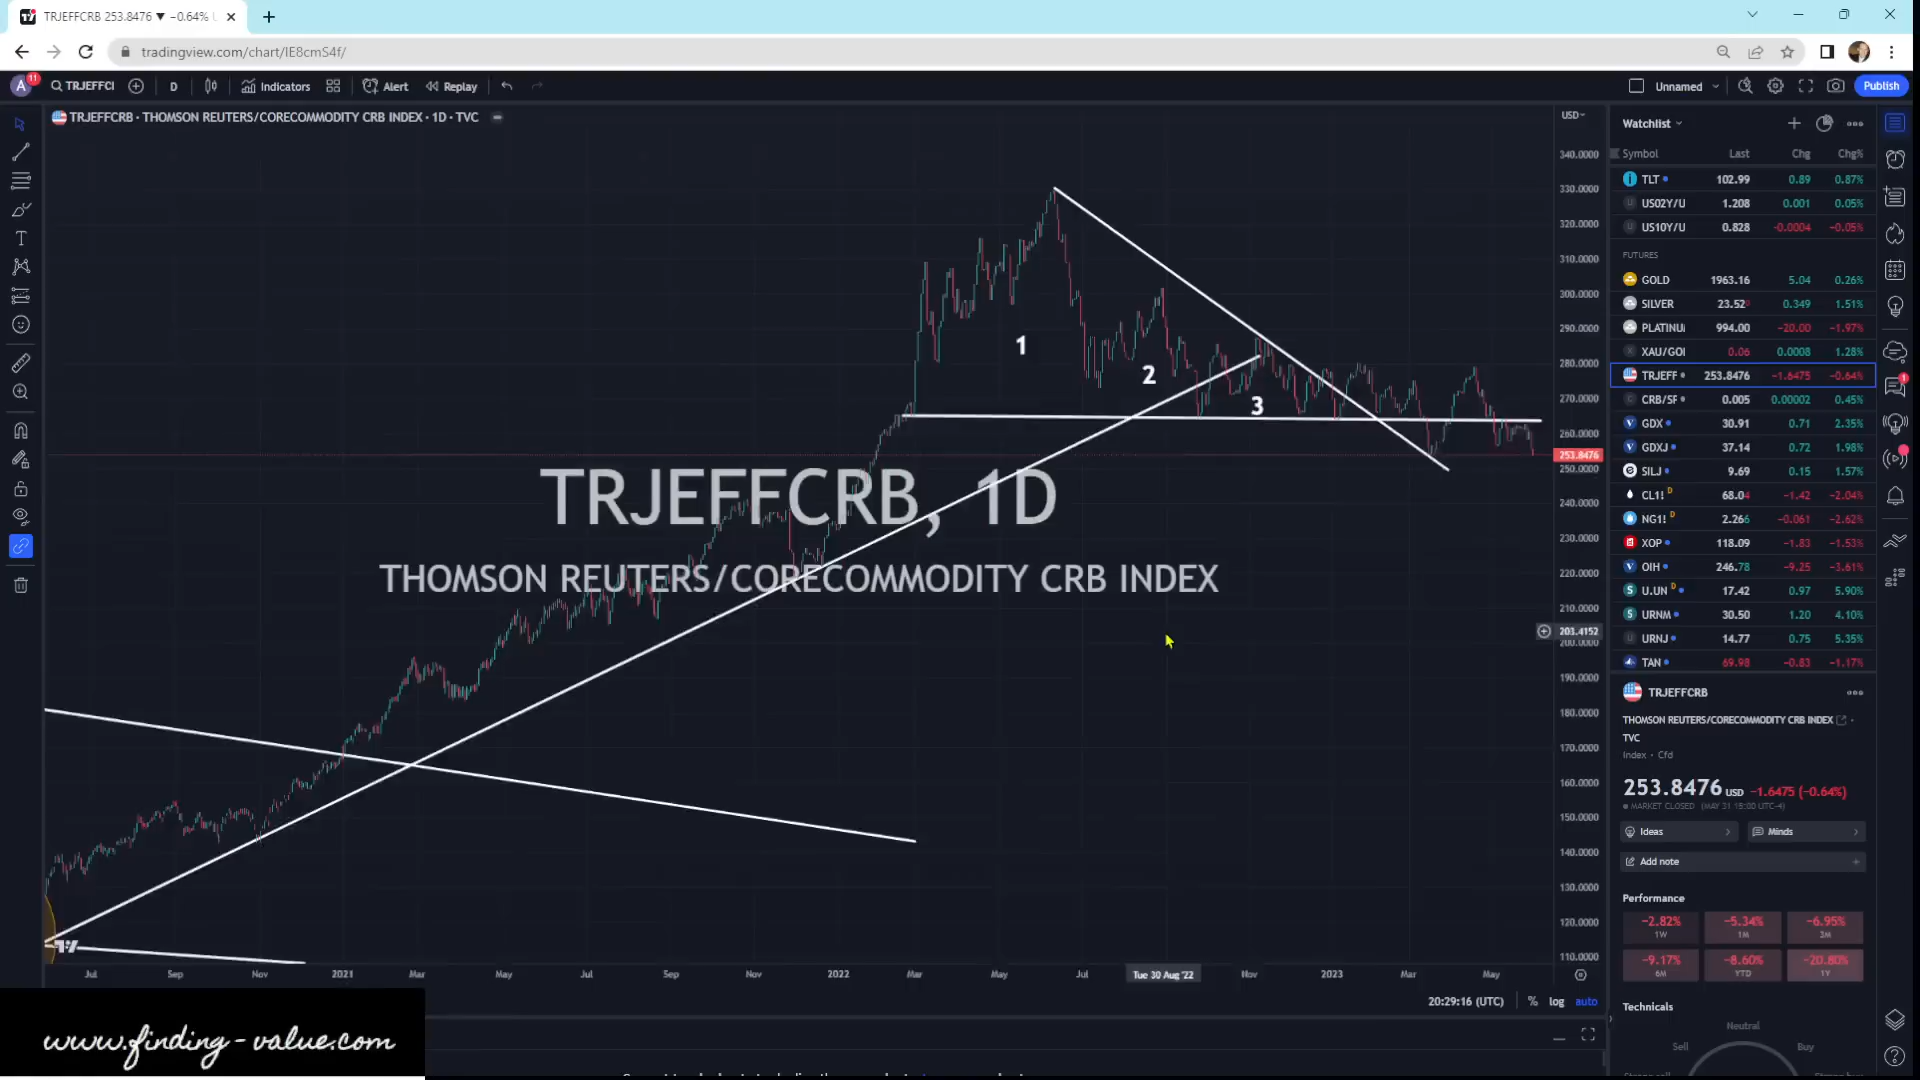 TRJEFFCRB 253.8476 ▼ −0.64% U
tradingview.com/chart/IE8cmS4f/
A 11 TRJEFFCI D Indicators Alert Replay Unnamed Publish
TRJEFFCRB · THOMSON REUTERS/CORECOMMODITY CRB INDEX · 1D · TVC
USD
340.0000
330.0000
320.0000
310.0000
300.0000
290.0000
280.0000
270.0000
260.0000
253.8476
250.0000
240.0000
230.0000
220.0000
210.0000
203.4152
200.0000
190.0000
180.0000
170.0000
160.0000
150.0000
140.0000
130.0000
120.0000
110.0000
1
2
3
TRJEFFCRB, 1D
THOMSON REUTERS/CORECOMMODITY CRB INDEX
Jul Sep Nov 2021 Mar May Jul Sep Nov 2022 Mar May Jul Tue 30 Aug '22 Nov 2023 Mar May
20:29:16 (UTC) % log auto
www.finding-value.com
Watchlist
Symbol Last Chg Chg%
TLT 102.99 0.89 0.87%
US02Y/U 1.208 0.001 0.05%
US10Y/U 0.828 −0.0004 −0.05%
FUTURES
GOLD 1963.16 5.04 0.26%
SILVER 23.52 0.349 1.51%
PLATINU 994.00 −20.00 −1.97%
XAU/GOI 0.06 0.0008 1.28%
TRJEFF 253.8476 −1.6475 −0.64%
CRB/SF 0.005 0.00002 0.45%
GDX 30.91 0.71 2.35%
GDXJ 37.14 0.72 1.98%
SILJ 9.69 0.15 1.57%
CL1! D 68.04 −1.42 −2.04%
NG1! D 2.266 −0.061 −2.62%
XOP 118.09 −1.83 −1.53%
OIH 246.78 −9.25 −3.61%
U.UN D 17.42 0.97 5.90%
URNM 30.50 1.20 4.10%
URNJ 14.77 0.75 5.35%
TAN 69.98 −0.83 −1.17%
TRJEFFCRB
THOMSON REUTERS/CORECOMMODITY CRB INDEX ·
TVC
Index · Cfd
253.8476 USD −1.6475 (−0.64%)
MARKET CLOSED (MAY 31 19:00 UTC-4)
Ideas Minds
Add note
Performance
−2.82% −5.34% −6.95%
1W 1M 3M
−9.17% −8.60% −20.80%
6M YTD 1Y
Technicals
Neutral
Sell Buy